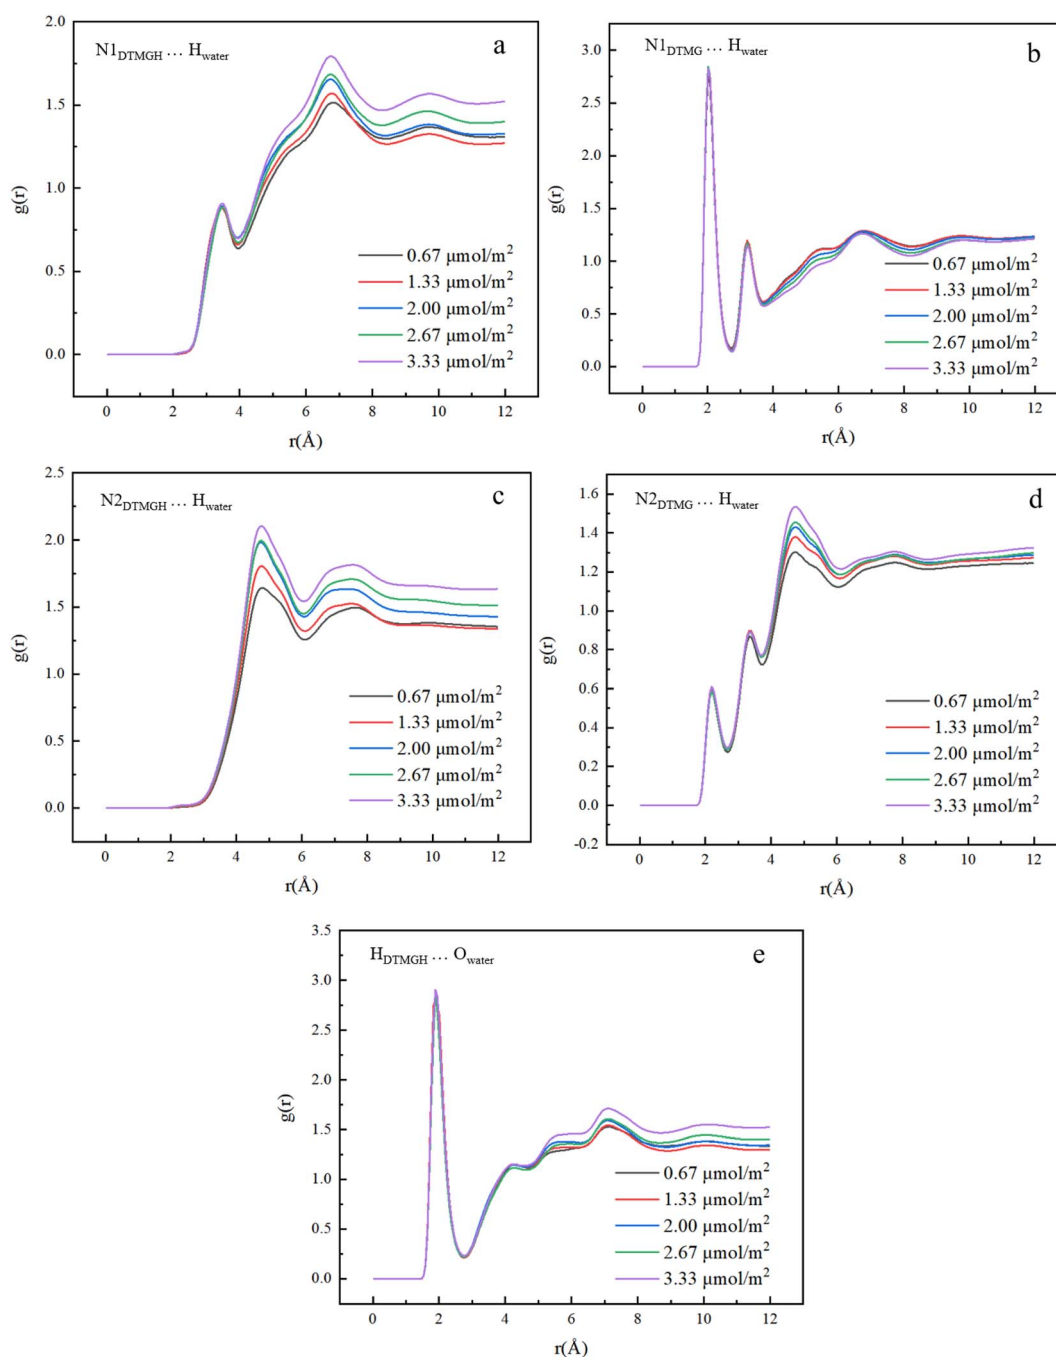 2.0
N1DTMGH ... Hwater
a
1.5
1.0
0.5
0.0
g(r)
0.67 μmol/m²
1.33 μmol/m²
2.00 μmol/m²
2.67 μmol/m²
3.33 μmol/m²
0 2 4 6 8 10 12
r(Å)
3.0
N1DTMG ... Hwater
b
2.5
2.0
1.5
1.0
0.5
0.0
g(r)
0.67 μmol/m²
1.33 μmol/m²
2.00 μmol/m²
2.67 μmol/m²
3.33 μmol/m²
0 2 4 6 8 10 12
r(Å)
2.5
N2DTMGH ... Hwater
c
2.0
1.5
1.0
0.5
0.0
g(r)
0.67 μmol/m²
1.33 μmol/m²
2.00 μmol/m²
2.67 μmol/m²
3.33 μmol/m²
0 2 4 6 8 10 12
r(Å)
1.6
N2DTMG ... Hwater
d
1.4
1.2
1.0
0.8
0.6
0.4
0.2
0.0
-0.2
g(r)
0.67 μmol/m²
1.33 μmol/m²
2.00 μmol/m²
2.67 μmol/m²
3.33 μmol/m²
0 2 4 6 8 10 12
r(Å)
3.5
HDTMGH ... Owater
e
3.0
2.5
2.0
1.5
1.0
0.5
0.0
g(r)
0.67 μmol/m²
1.33 μmol/m²
2.00 μmol/m²
2.67 μmol/m²
3.33 μmol/m²
0 2 4 6 8 10 12
r(Å)